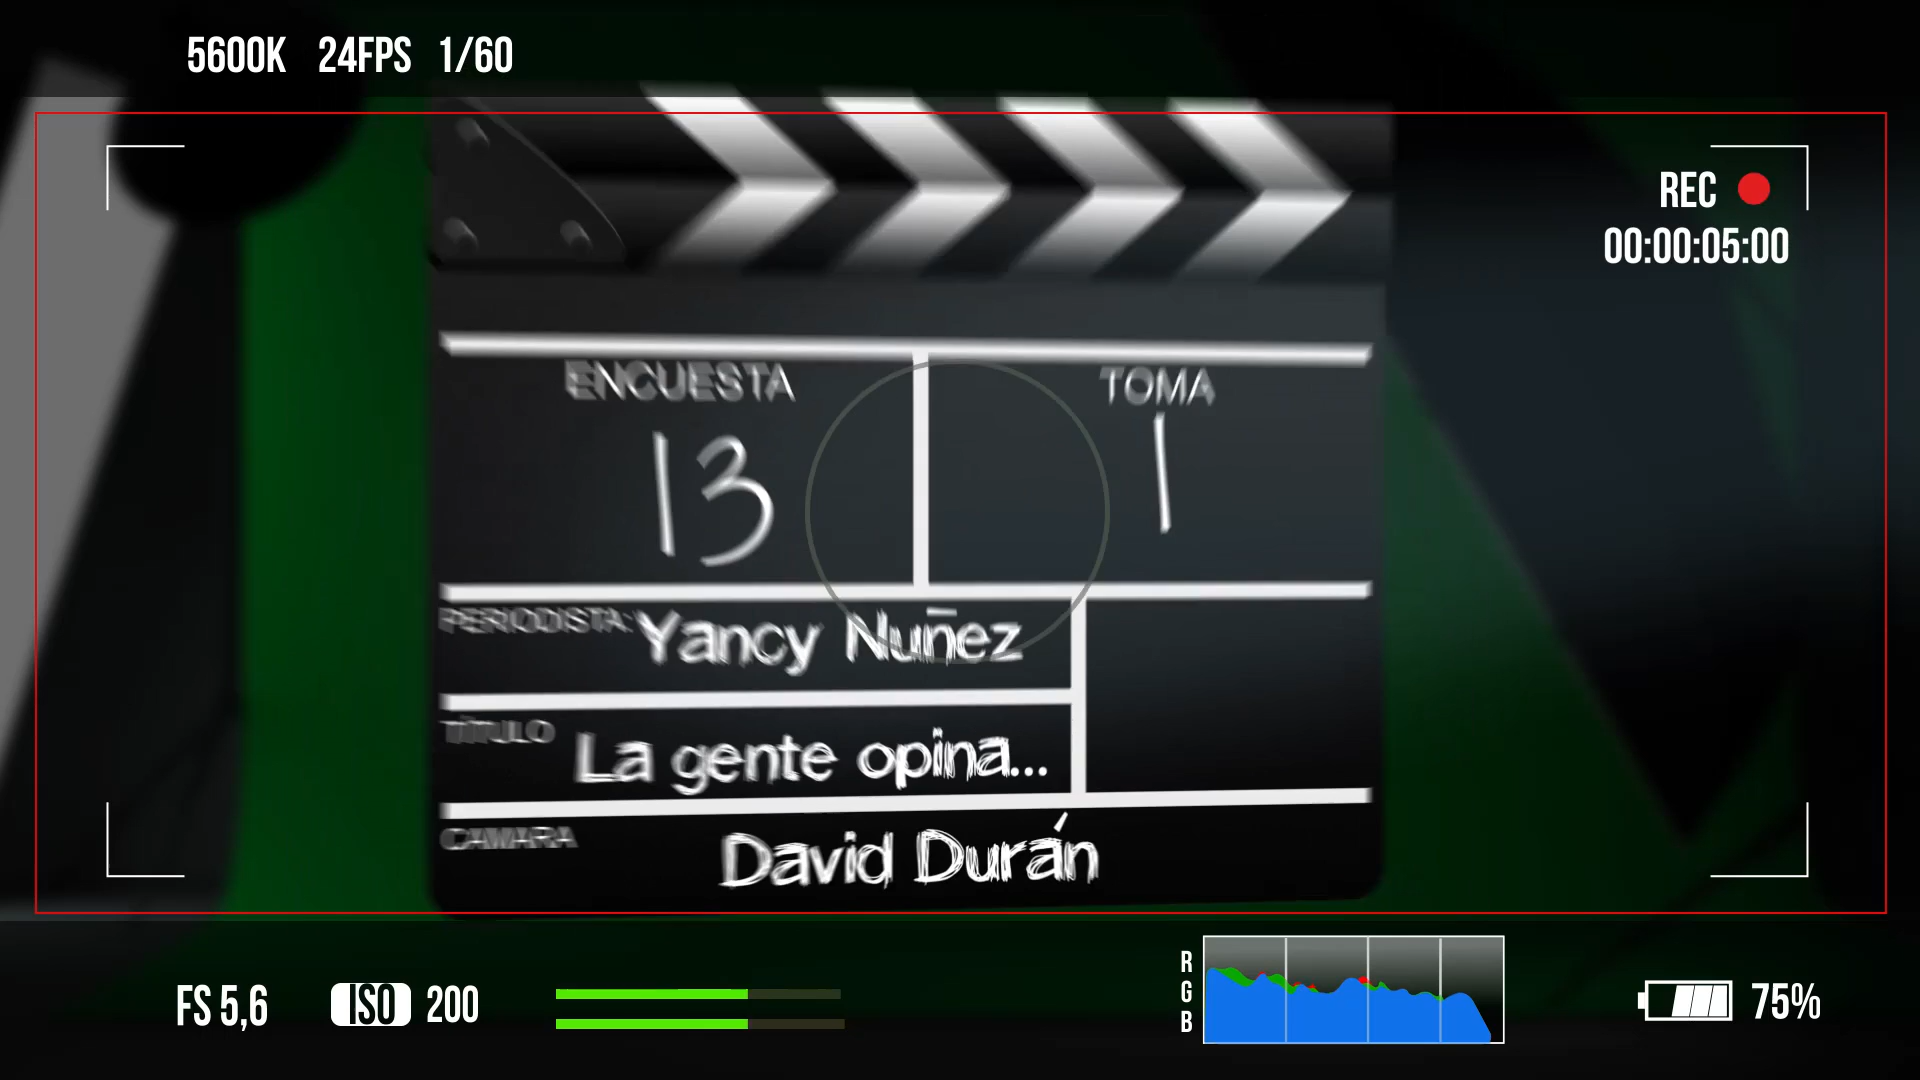 5600K 24FPS 1/60
REC
00:00:05:00
ENCUESTA TOMA
13 1
PERIODISTA: Yancy Nuñez
TÍTULO La gente opina...
CAMARA David Durán
FS 5,6 ISO 200
R
G
B
75%